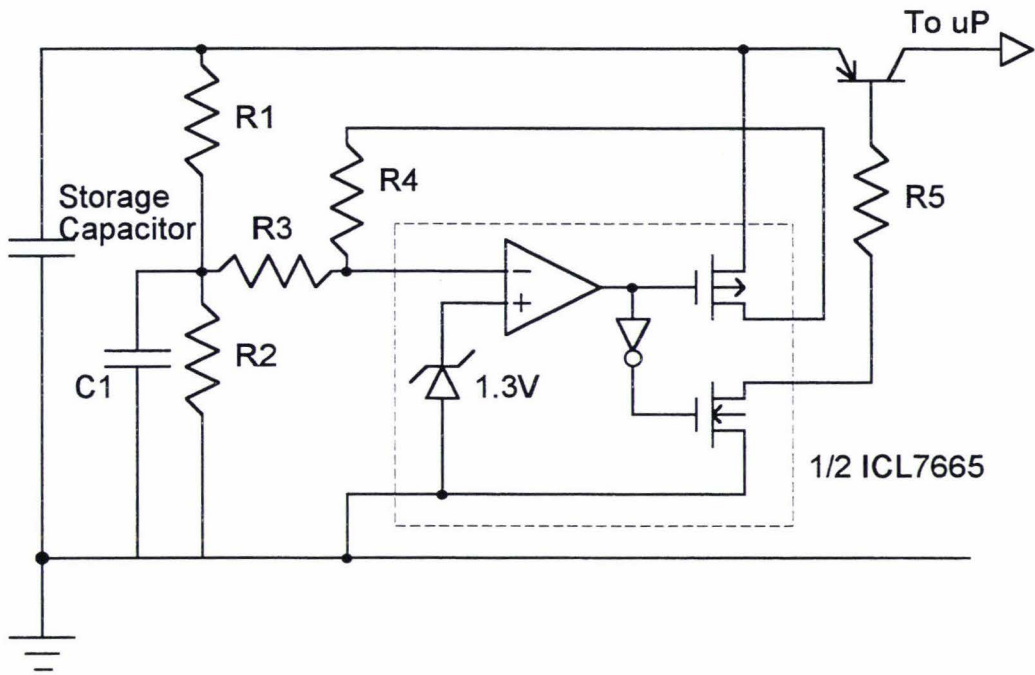 To uP
R1
R4
R5
Storage
Capacitor
R3
−
+
R2
C1
1.3V
1/2 ICL7665